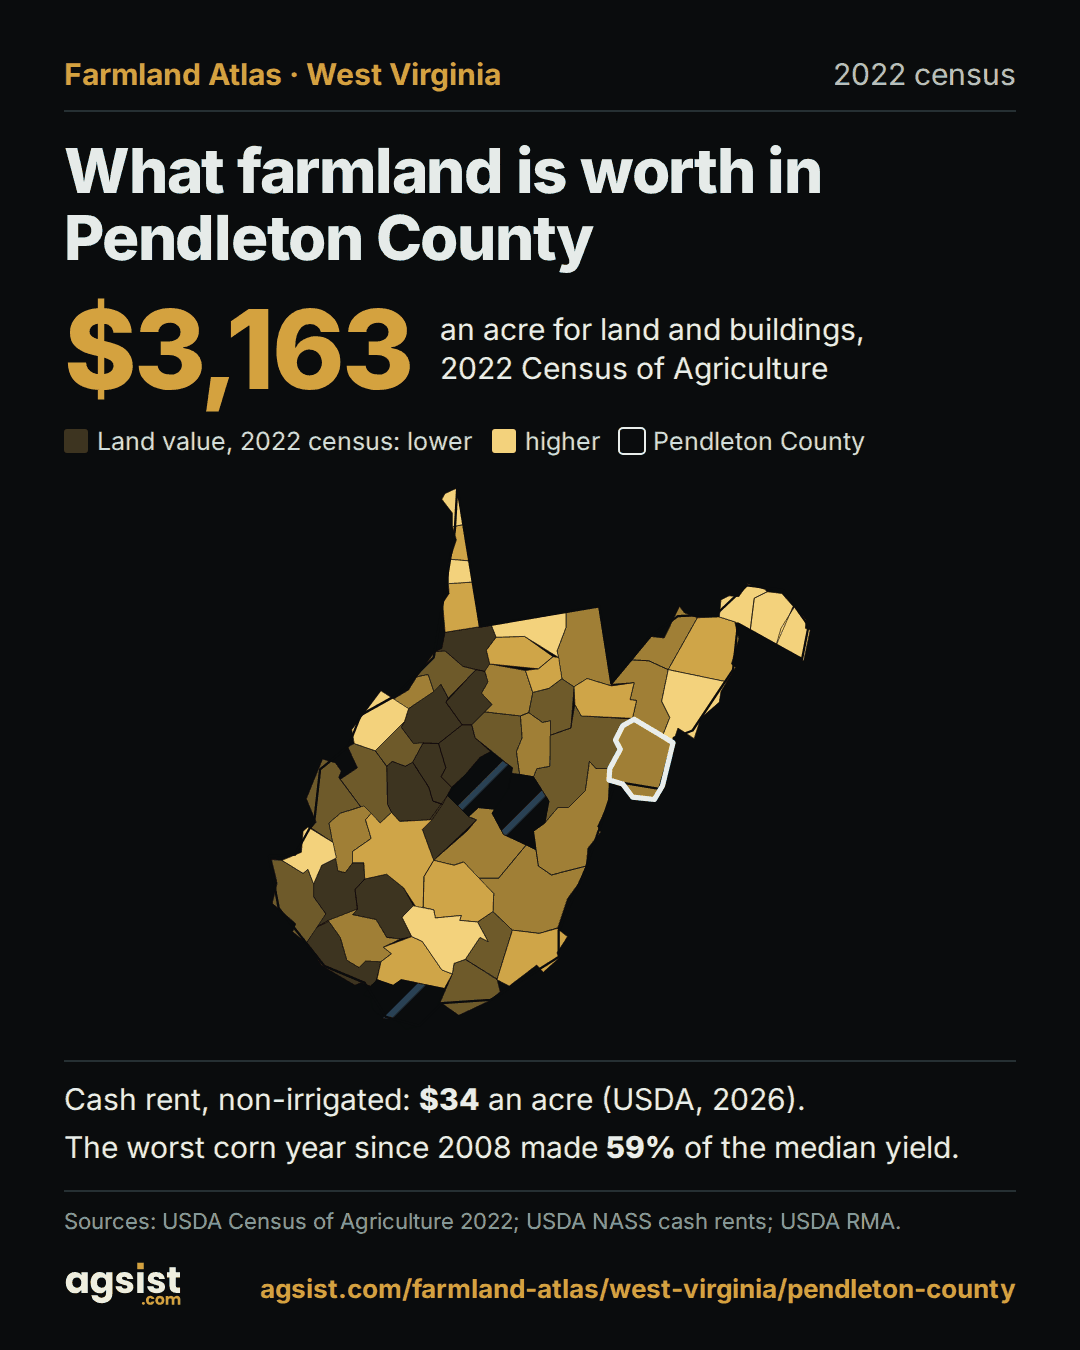 Farmland Atlas · West Virginia
2022 census
What farmland is worth in
Pendleton County
$3,163
an acre for land and buildings,
2022 Census of Agriculture
Land value, 2022 census: lower
higher
Pendleton County
Cash rent, non-irrigated: $34 an acre (USDA, 2026).
The worst corn year since 2008 made 59% of the median yield.
Sources: USDA Census of Agriculture 2022; USDA NASS cash rents; USDA RMA.
agsist
.com
agsist.com/farmland-atlas/west-virginia/pendleton-county